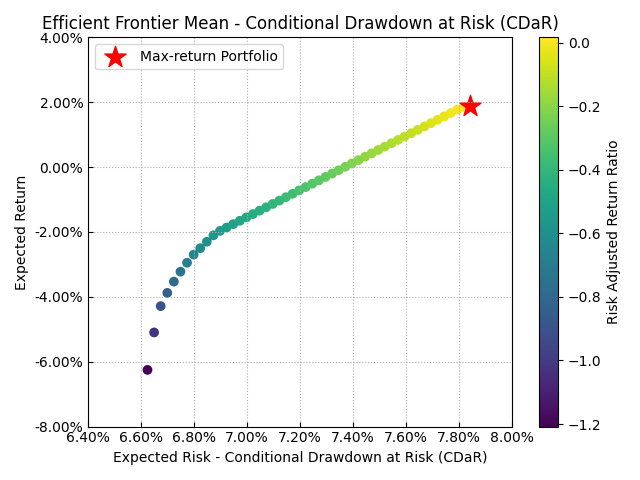 Efficient Frontier Mean - Conditional Drawdown at Risk (CDaR)
Max-return Portfolio
4.00%
2.00%
0.00%
-2.00%
-4.00%
-6.00%
-8.00%
Expected Return
6.40% 6.60% 6.80% 7.00% 7.20% 7.40% 7.60% 7.80% 8.00%
Expected Risk - Conditional Drawdown at Risk (CDaR)
0.0
−0.2
−0.4
−0.6
−0.8
−1.0
−1.2
Risk Adjusted Return Ratio